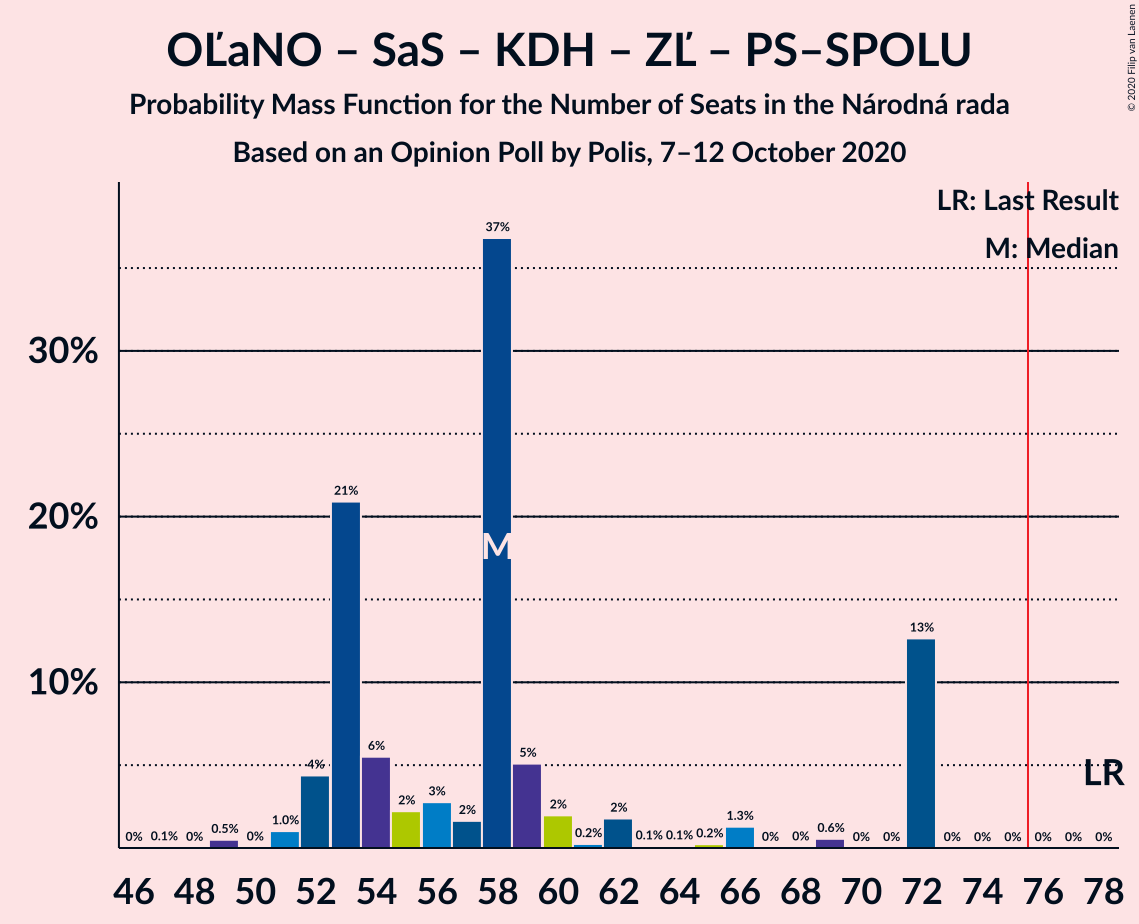 OĽaNO – SaS – KDH – ZĽ – PS–SPOLU
Probability Mass Function for the Number of Seats in the Národná rada
Based on an Opinion Poll by Polis, 7–12 October 2020
© 2020 Filip van Laenen
LR: Last Result
M: Median
30%
20%
10%
0% 0.1% 0% 0.5% 0% 1.0% 4% 21% 6% 2% 3% 2% 37% 5% 2% 0.2% 2% 0.1% 0.1% 0.2% 1.3% 0% 0% 0.6% 0% 0% 13% 0% 0% 0% 0% 0% 0%
M
LR
46 48 50 52 54 56 58 60 62 64 66 68 70 72 74 76 78